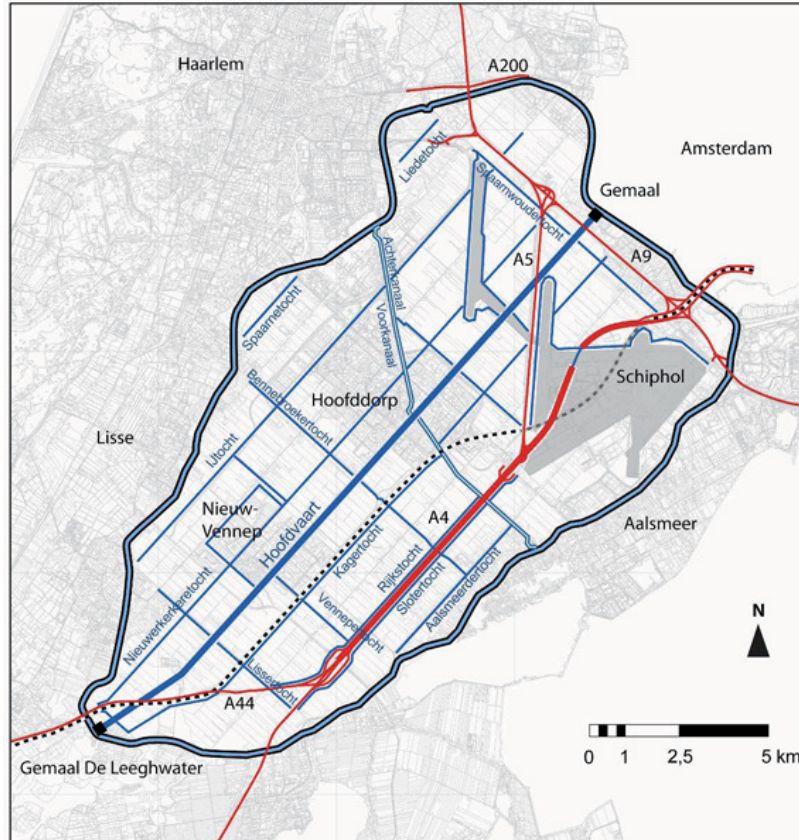 Haarlem
A200
Amsterdam
Liedetocht
Spaarnwoudertocht
Gemaal
A5
A9
Achterkanaal
Voorkanaal
Spaarnetocht
Schiphol
Bennebroekertocht
Hoofddorp
Lisse
IJtocht
Nieuw-
Vennep
Hoofdvaart
A4
Aalsmeer
Kagertocht
Rijkstocht
Slotertocht
Aalsmeerdertocht
Nieuwerkerkeretocht
Vennepertocht
Lissertocht
N
A44
Gemaal De Leeghwater
0 1 2,5 5 km